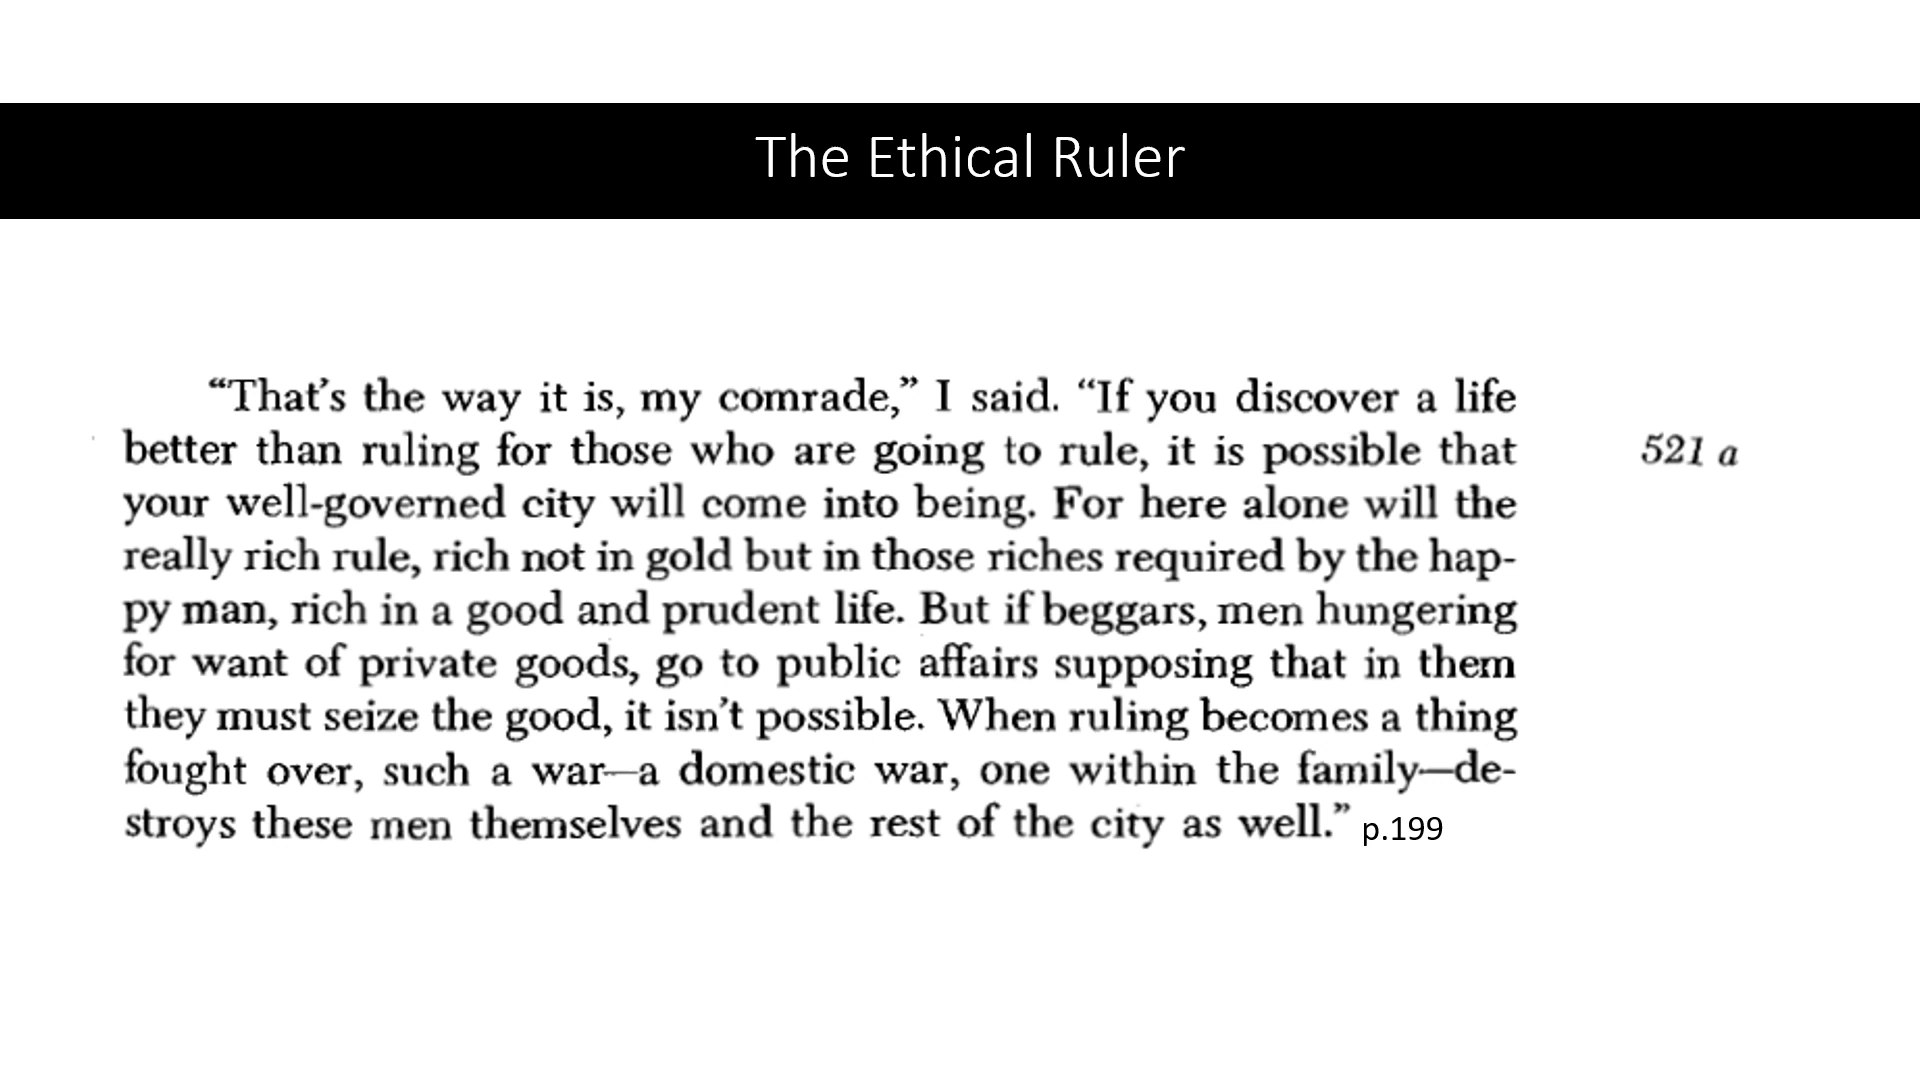 The Ethical Ruler
“That’s the way it is, my comrade,” I said. “If you discover a life
better than ruling for those who are going to rule, it is possible that
521 a
your well-governed city will come into being. For here alone will the
really rich rule, rich not in gold but in those riches required by the hap-
py man, rich in a good and prudent life. But if beggars, men hungering
for want of private goods, go to public affairs supposing that in them
they must seize the good, it isn’t possible. When ruling becomes a thing
fought over, such a war—a domestic war, one within the family—de-
stroys these men themselves and the rest of the city as well.” p.199